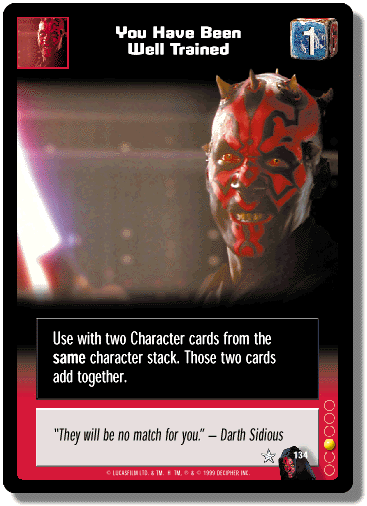 You Have Been
Well Trained
1
Use with two Character cards from the
same character stack. Those two cards
add together.
"They will be no match for you." – Darth Sidious
134
© LUCASFILM LTD. & TM. ® TM, ® & © 1999 DECIPHER INC.